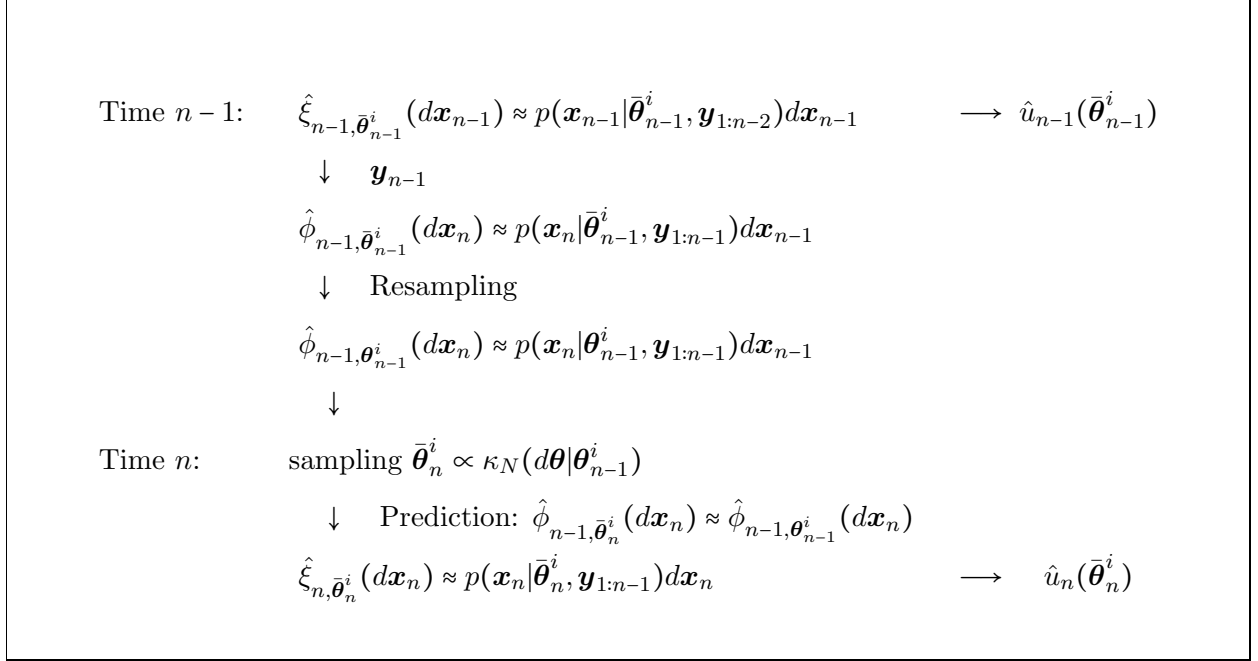 Time n − 1: ξ̂_{n−1,θ̄^i_{n−1}}(dx_{n−1}) ≈ p(x_{n−1}|θ̄^i_{n−1}, y_{1:n−2})dx_{n−1} ⟶ û_{n−1}(θ̄^i_{n−1})
↓ y_{n−1}
ϕ̂_{n−1,θ̄^i_{n−1}}(dx_n) ≈ p(x_n|θ̄^i_{n−1}, y_{1:n−1})dx_{n−1}
↓ Resampling
ϕ̂_{n−1,θ^i_{n−1}}(dx_n) ≈ p(x_n|θ^i_{n−1}, y_{1:n−1})dx_{n−1}
↓
Time n: sampling θ̄^i_n ∝ κ_N(dθ|θ^i_{n−1})
↓ Prediction: ϕ̂_{n−1,θ̄^i_n}(dx_n) ≈ ϕ̂_{n−1,θ^i_{n−1}}(dx_n)
ξ̂_{n,θ̄^i_n}(dx_n) ≈ p(x_n|θ̄^i_n, y_{1:n−1})dx_n ⟶ û_n(θ̄^i_n)